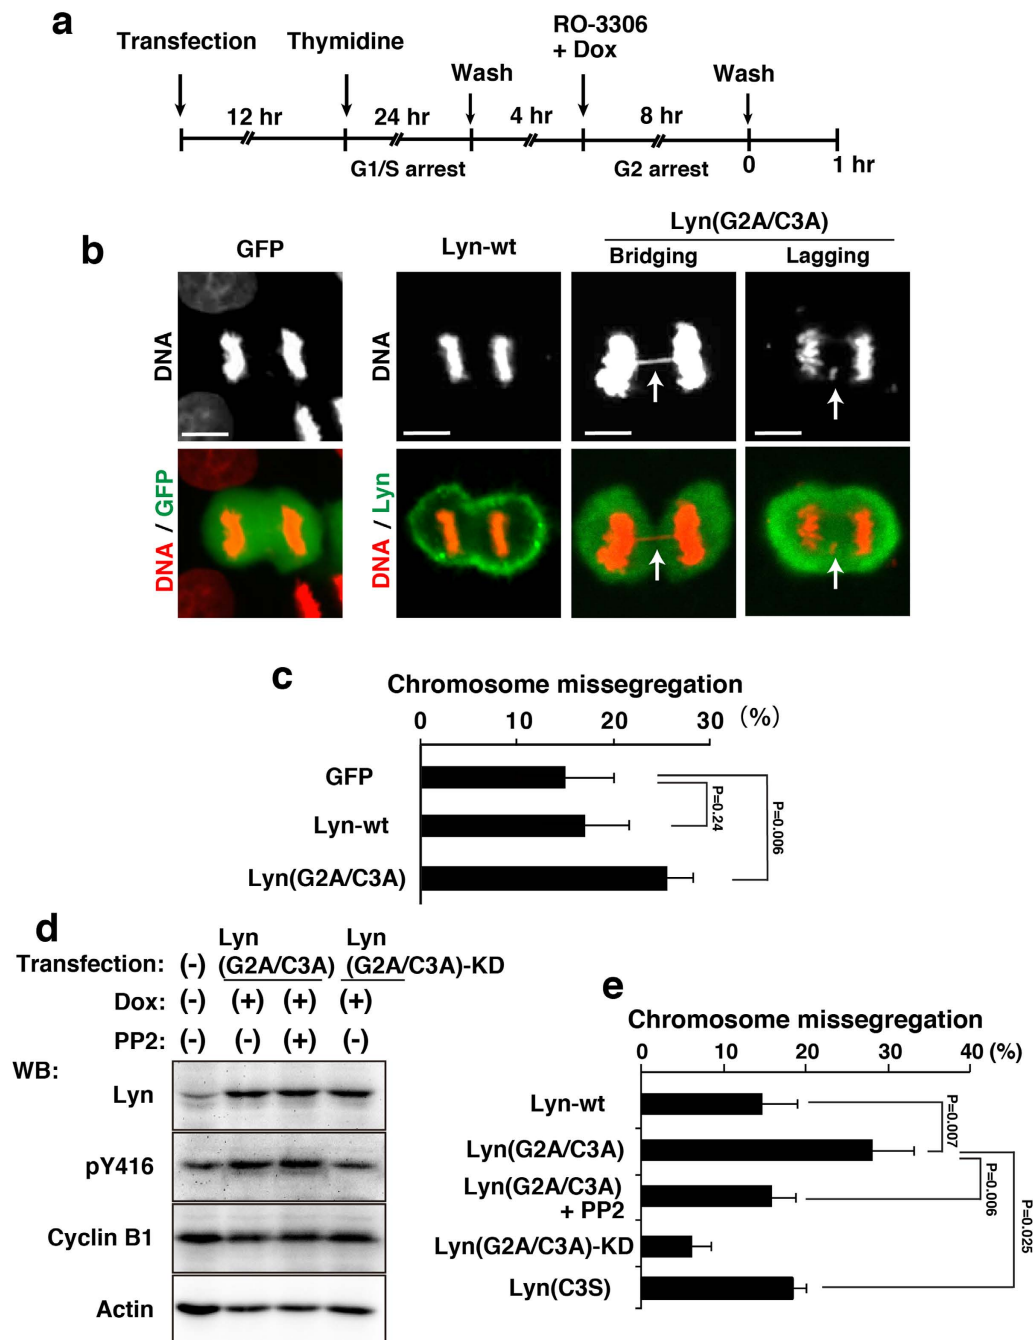 a
Transfection
Thymidine
RO-3306
+ Dox
Wash
Wash
12 hr
24 hr
4 hr
8 hr
G1/S arrest
G2 arrest
0
1 hr
b
GFP
Lyn-wt
Lyn(G2A/C3A)
Bridging
Lagging
DNA
DNA
DNA / GFP
DNA / Lyn
c
Chromosome missegregation
0 10 20 30 (%)
GFP
Lyn-wt
Lyn(G2A/C3A)
P=0.24
P=0.006
d
Transfection: (-) Lyn (G2A/C3A) Lyn (G2A/C3A)-KD
Dox: (-) (+) (+) (+)
PP2: (-) (-) (+) (-)
WB:
Lyn
pY416
Cyclin B1
Actin
e
Chromosome missegregation
0 10 20 30 40 (%)
Lyn-wt
Lyn(G2A/C3A)
Lyn(G2A/C3A)
+ PP2
Lyn(G2A/C3A)-KD
Lyn(C3S)
P=0.007
P=0.006
P=0.025